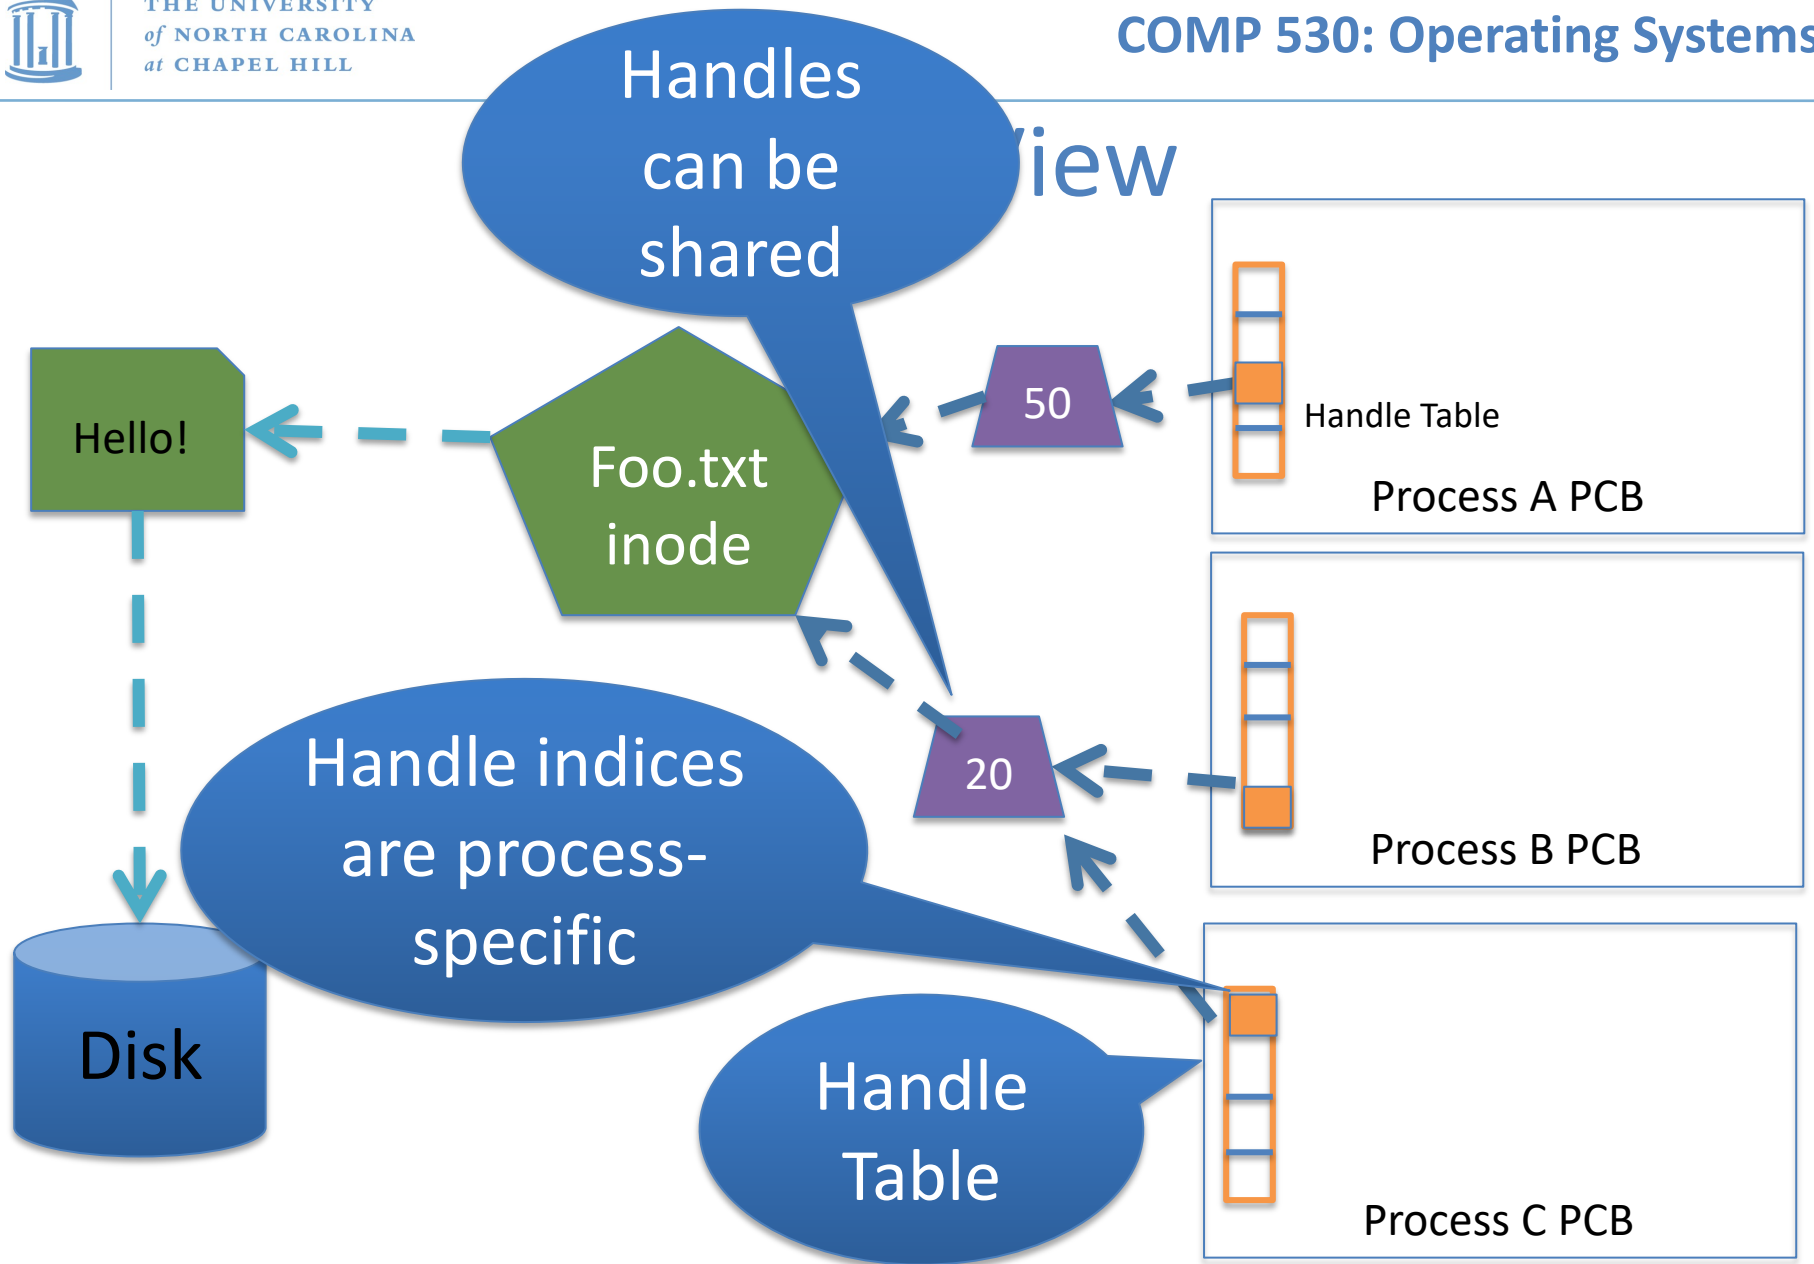 THE UNIVERSITY
of NORTH CAROLINA
at CHAPEL HILL
COMP 530: Operating Systems
Handles
can be
shared
iew
50
Handle Table
Process A PCB
Hello!
Foo.txt
inode
Handle indices
are process-
specific
20
Process B PCB
Disk
Handle
Table
Process C PCB